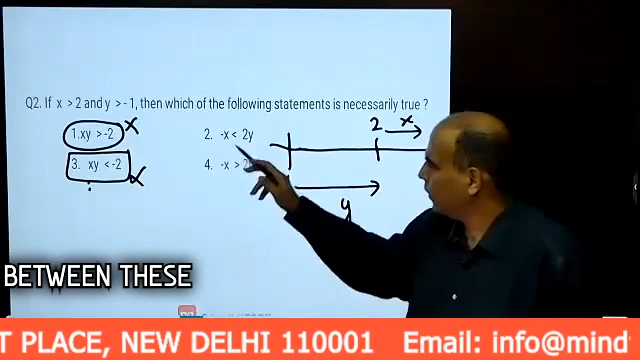 Q2. If x > 2 and y > - 1, then which of the following statements is necessarily true ?
1.xy >-2 x
2. -x < 2y
3. xy <-2 x
4. -x > 2
2 x
y
BETWEEN THESE
T PLACE, NEW DELHI 110001 Email: info@mind